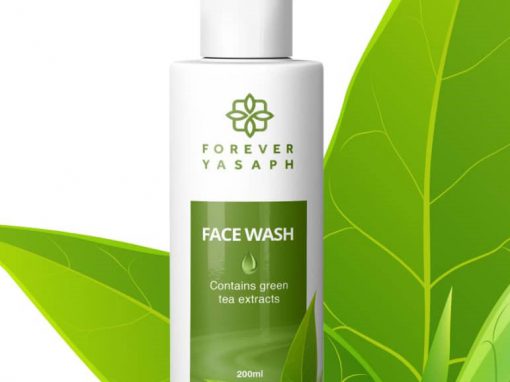 FOREVER
YASAPH
FACE WASH
Contains green
tea extracts
200ml